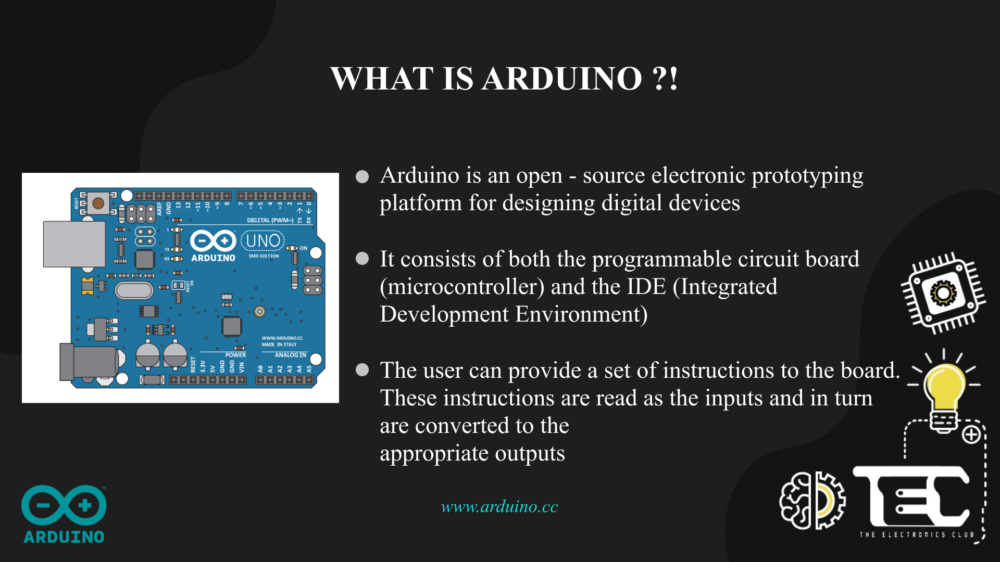 WHAT IS ARDUINO ?!
Arduino is an open - source electronic prototyping
platform for designing digital devices
It consists of both the programmable circuit board
(microcontroller) and the IDE (Integrated
Development Environment)
The user can provide a set of instructions to the board.
These instructions are read as the inputs and in turn
are converted to the
appropriate outputs
www.arduino.cc
RESET
AREF
GND
13
12
~11
~10
~9
8
7
~6
~5
4
~3
2
TX → 1
RX ← 0
DIGITAL (PWM~)
L
TX
RX
ARDUINO
UNO
SMD EDITION
ON
RESET EN
WWW.ARDUINO.CC
MADE IN ITALY
POWER
ANALOG IN
RESET
3.3V
5V
GND
GND
VIN
A0
A1
A2
A3
A4
A5
ARDUINO
TM
TEC
THE ELECTRONICS CLUB